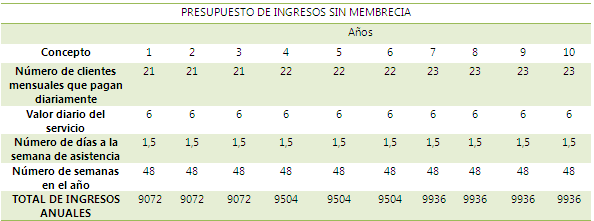 PRESUPUESTO DE INGRESOS SIN MEMBRECIA
Años
Concepto 1 2 3 4 5 6 7 8 9 10
Número de clientes
mensuales que pagan
diariamente 21 21 21 22 22 22 23 23 23 23
Valor diario del
servicio 6 6 6 6 6 6 6 6 6 6
Número de días a la
semana de asistencia 1,5 1,5 1,5 1,5 1,5 1,5 1,5 1,5 1,5 1,5
Número de semanas
en el año 48 48 48 48 48 48 48 48 48 48
TOTAL DE INGRESOS
ANUALES 9072 9072 9072 9504 9504 9504 9936 9936 9936 9936